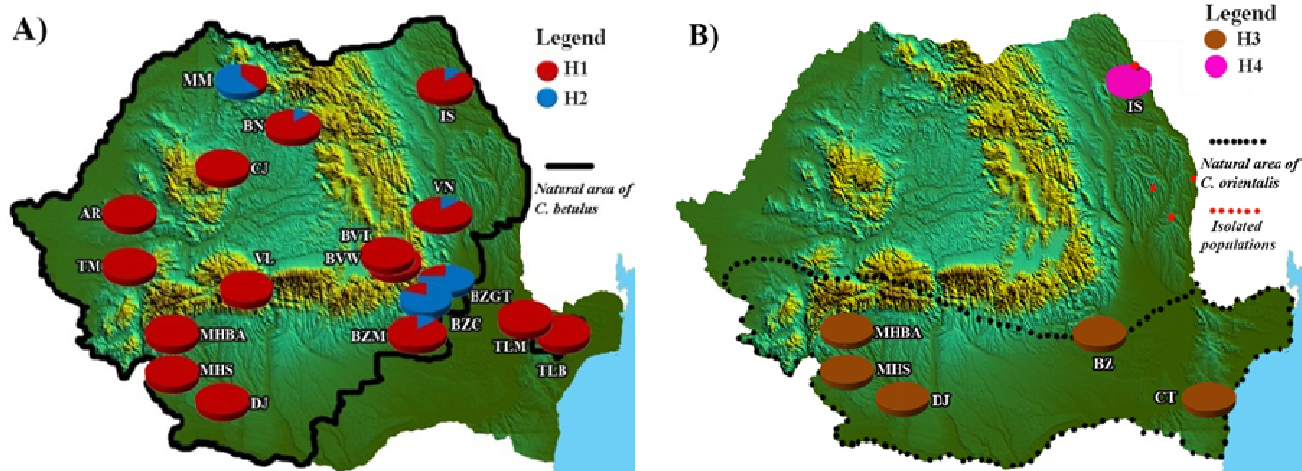 A)
Legend
H1
H2
Natural area of
C. betulus
MM
IS
BN
CJ
VN
AR
BVT
BVW
TM
VL
BZGT
BZC
MHBA
BZM
TLM
TLB
MHS
DJ
B)
Legend
H3
H4
IS
Natural area of
C. orientalis
Isolated
populations
MHBA
BZ
MHS
DJ
CT